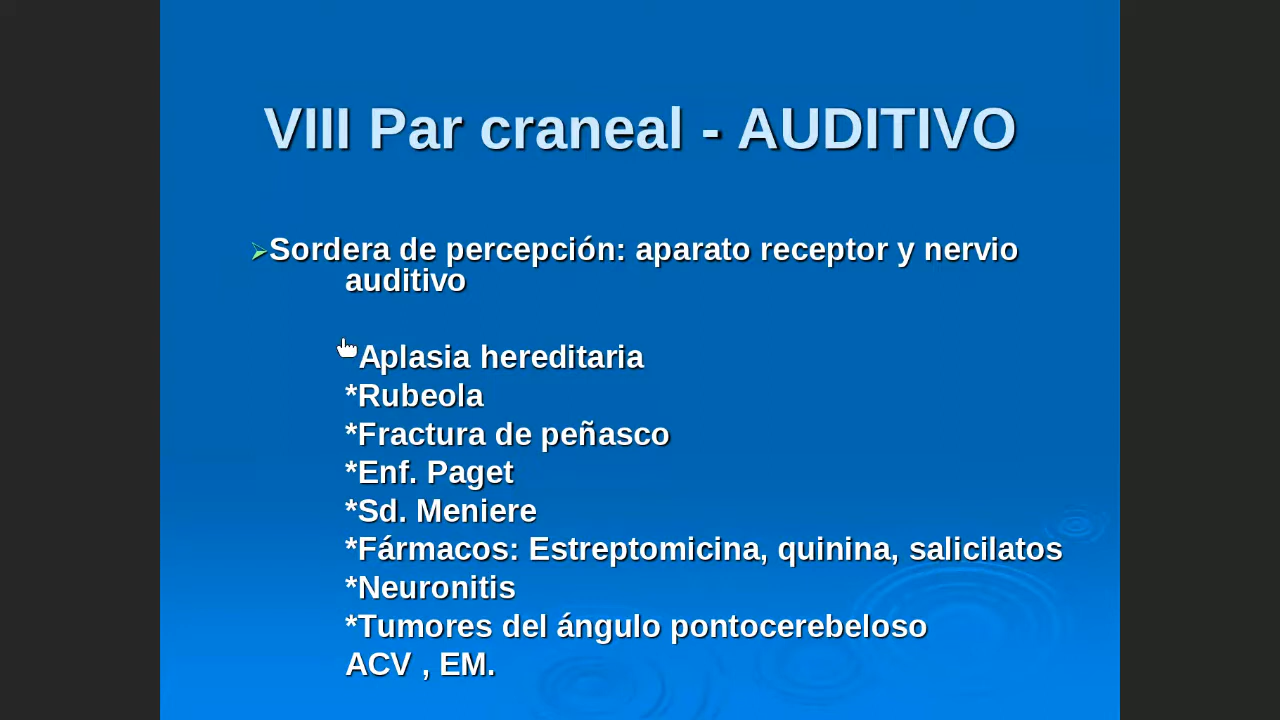 VIII Par craneal - AUDITIVO
Sordera de percepción: aparato receptor y nervio
auditivo
Aplasia hereditaria
*Rubeola
*Fractura de peñasco
*Enf. Paget
*Sd. Meniere
*Fármacos: Estreptomicina, quinina, salicilatos
*Neuronitis
*Tumores del ángulo pontocerebeloso
ACV , EM.